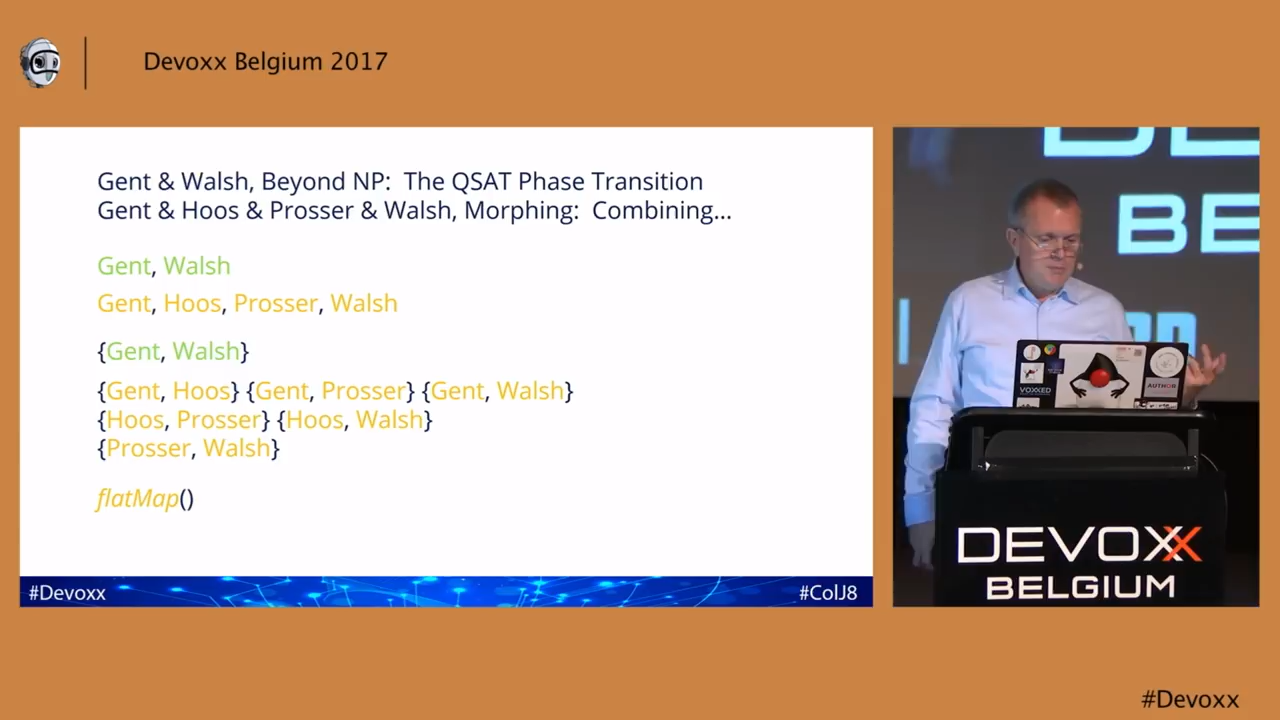 Devoxx Belgium 2017
Gent & Walsh, Beyond NP: The QSAT Phase Transition
Gent & Hoos & Prosser & Walsh, Morphing: Combining...
Gent, Walsh
Gent, Hoos, Prosser, Walsh
{Gent, Walsh}
{Gent, Hoos} {Gent, Prosser} {Gent, Walsh}
{Hoos, Prosser} {Hoos, Walsh}
{Prosser, Walsh}
flatMap()
#Devoxx
#ColJ8
BE
VOXXED
AUTHOR
DEVOXX
BELGIUM
#Devoxx